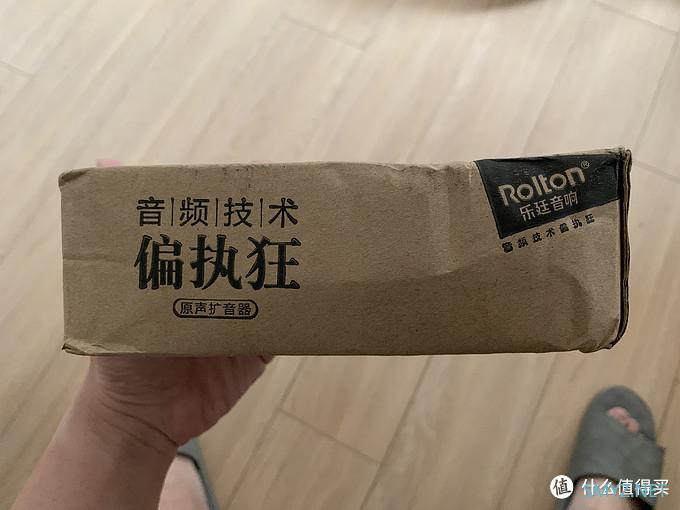 音|频|技|术
偏执狂
原声扩音器
Rolton®
乐廷音响
音频技术偏执狂
值 什么值得买